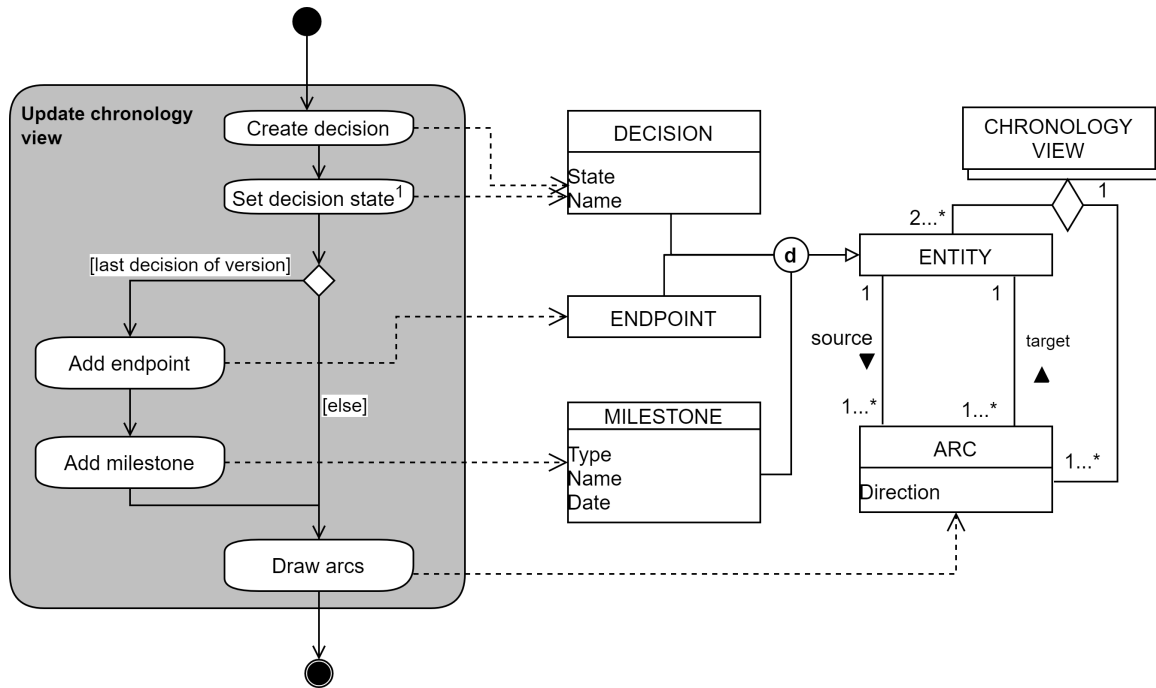 Update chronology
view
Create decision
Set decision state1
[last decision of version]
Add endpoint
[else]
Add milestone
Draw arcs
DECISION
State
Name
ENDPOINT
MILESTONE
Type
Name
Date
d
CHRONOLOGY
VIEW
1
2...*
ENTITY
1
1
source
target
1...*
1...*
ARC
1...*
Direction